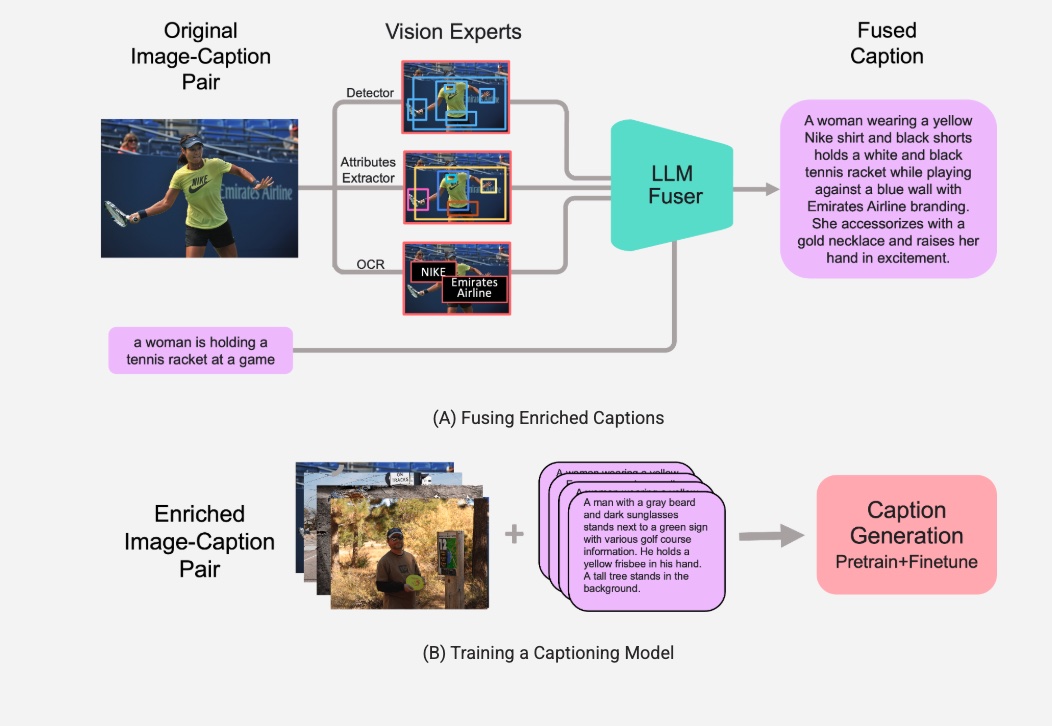 Original
Image-Caption
Pair
Vision Experts
Fused
Caption
Detector
Attributes
Extractor
OCR
NIKE
Emirates Airline
NIKE
Emirates
Airline
LLM
Fuser
A woman wearing a yellow
Nike shirt and black shorts
holds a white and black
tennis racket while playing
against a blue wall with
Emirates Airline branding.
She accessorizes with a
gold necklace and raises her
hand in excitement.
a woman is holding a
tennis racket at a game
(A) Fusing Enriched Captions
Enriched
Image-Caption
Pair
ON
TRACKS
12
+
A woman wearing a yellow
A man with a gray beard
and dark sunglasses
stands next to a green sign
with various golf course
information. He holds a
yellow frisbee in his hand.
A tall tree stands in the
background.
Caption
Generation
Pretrain+Finetune
(B) Training a Captioning Model